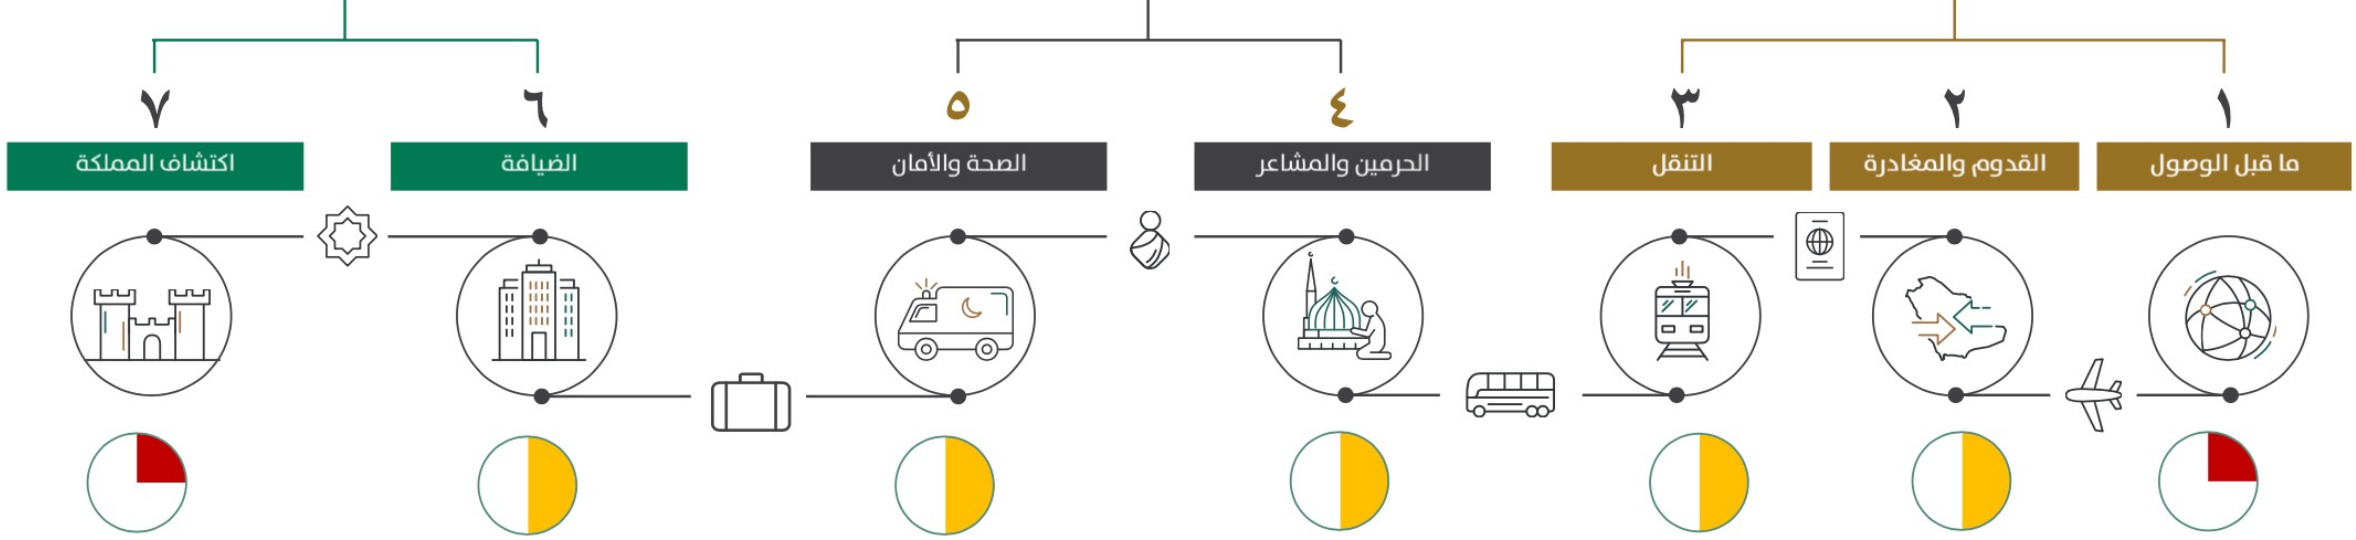 ١
ما قبل الوصول
٢
القدوم والمغادرة
٣
التنقل
٤
الحرمين والمشاعر
٥
الصحة والأمان
٦
الضيافة
٧
اكتشاف المملكة